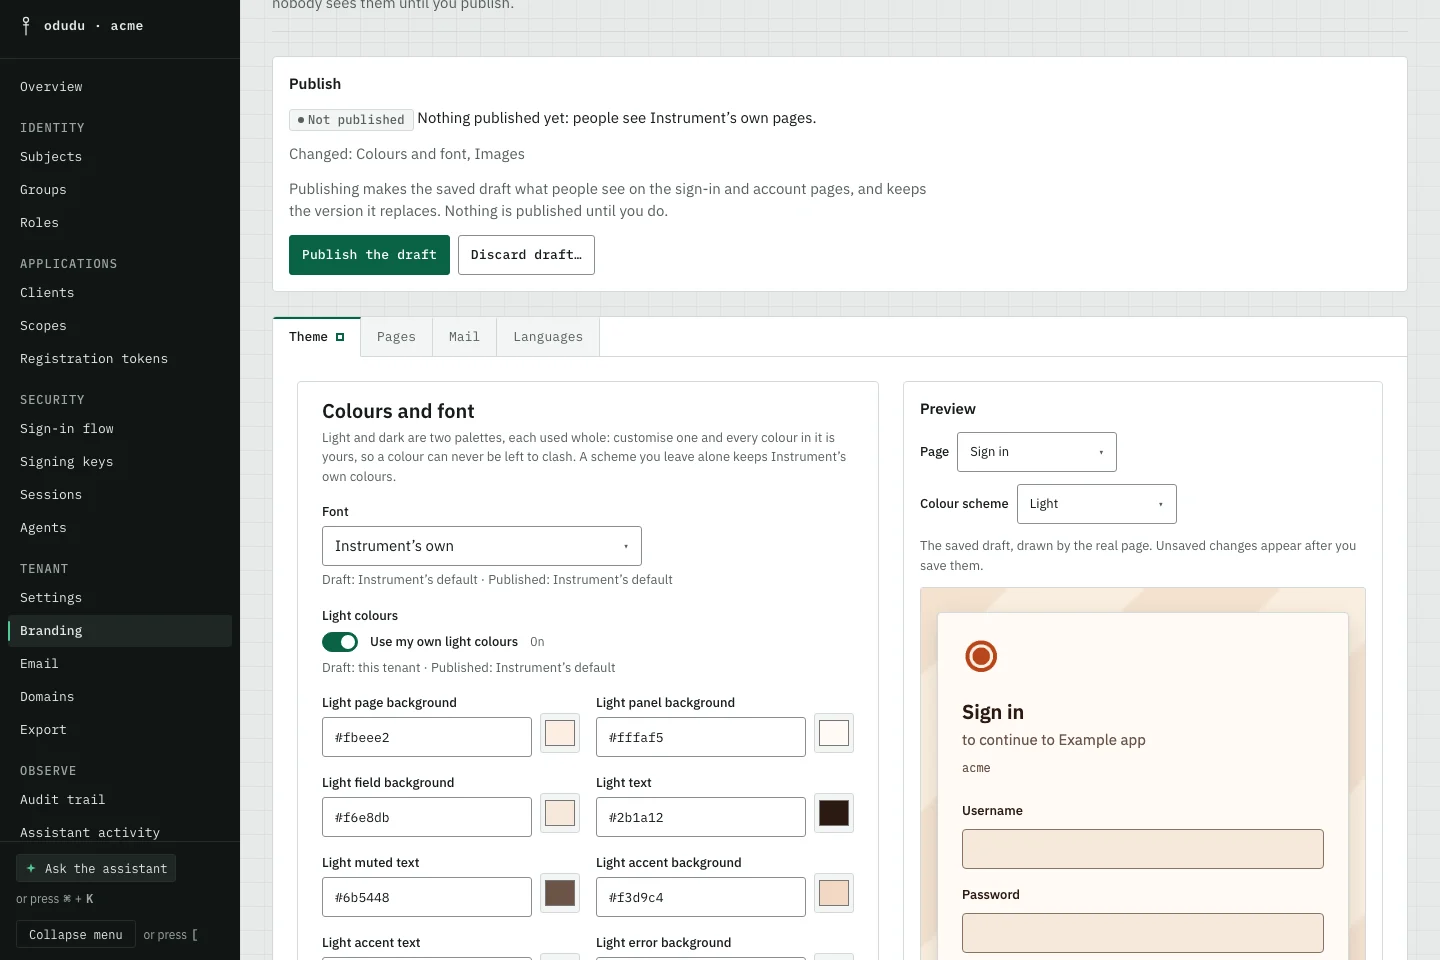 odudu · acme
Overview
IDENTITY
Subjects
Groups
Roles
APPLICATIONS
Clients
Scopes
Registration tokens
SECURITY
Sign-in flow
Signing keys
Sessions
Agents
TENANT
Settings
Branding
Email
Domains
Export
OBSERVE
Audit trail
Assistant activity
Ask the assistant
or press ⌘ + K
Collapse menu or press [
nobody sees them until you publish.
Publish
Not published Nothing published yet: people see Instrument’s own pages.
Changed: Colours and font, Images
Publishing makes the saved draft what people see on the sign-in and account pages, and keeps
the version it replaces. Nothing is published until you do.
Publish the draft Discard draft…
Theme Pages Mail Languages
Colours and font
Light and dark are two palettes, each used whole: customise one and every colour in it is
yours, so a colour can never be left to clash. A scheme you leave alone keeps Instrument’s
own colours.
Font
Instrument’s own
Draft: Instrument’s default · Published: Instrument’s default
Light colours
Use my own light colours On
Draft: this tenant · Published: Instrument’s default
Light page background Light panel background
#fbeee2 #fffaf5
Light field background Light text
#f6e8db #2b1a12
Light muted text Light accent background
#6b5448 #f3d9c4
Light accent text Light error background
Preview
Page Sign in
Colour scheme Light
The saved draft, drawn by the real page. Unsaved changes appear after you
save them.
Sign in
to continue to Example app
acme
Username
Password